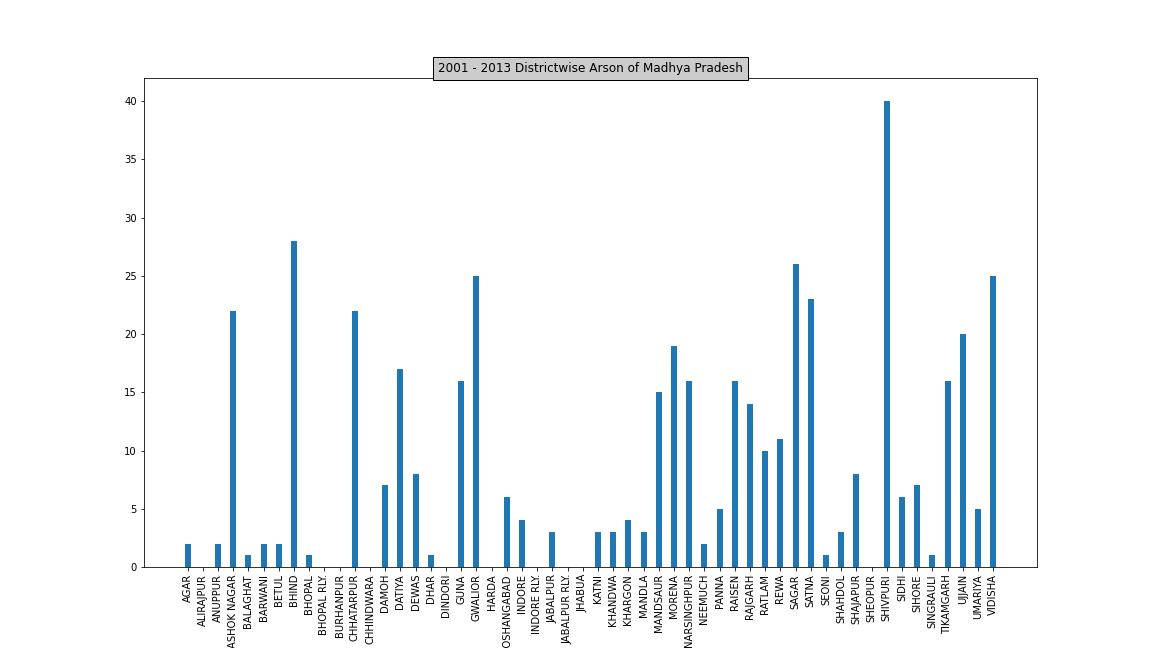 2001 - 2013 Districtwise Arson of Madhya Pradesh
40
35
30
25
20
15
10
5
0
AGAR
ALIRAJPUR
ANUPPUR
ASHOK NAGAR
BALAGHAT
BARWANI
BETUL
BHIND
BHOPAL
BHOPAL RLY.
BURHANPUR
CHHATARPUR
CHHINDWARA
DAMOH
DATIYA
DEWAS
DHAR
DINDORI
GUNA
GWALIOR
HARDA
OSHANGABAD
INDORE
INDORE RLY.
JABALPUR
JABALPUR RLY.
JHABUA
KATNI
KHANDWA
KHARGON
MANDLA
MANDSAUR
MORENA
NARSINGHPUR
NEEMUCH
PANNA
RAISEN
RAJGARH
RATLAM
REWA
SAGAR
SATNA
SEONI
SHAHDOL
SHAJAPUR
SHEOPUR
SHIVPURI
SIDHI
SIHORE
SINGRAULI
TIKAMGARH
UJJAIN
UMARIYA
VIDISHA